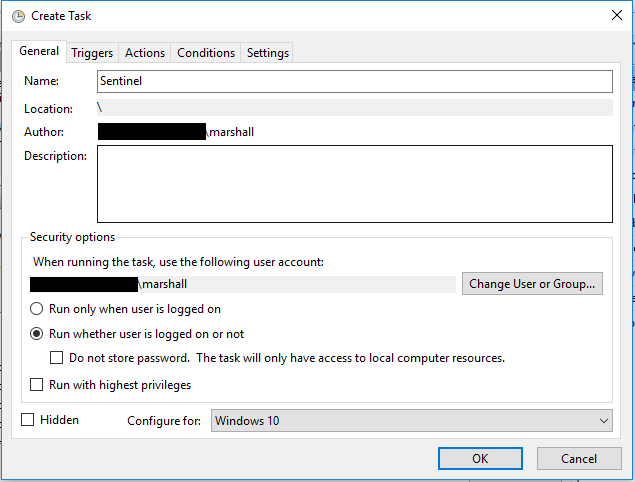 Create Task
General Triggers Actions Conditions Settings
Name: Sentinel
Location: \
Author: \marshall
Description:
Security options
When running the task, use the following user account:
\marshall Change User or Group...
Run only when user is logged on
Run whether user is logged on or not
Do not store password. The task will only have access to local computer resources.
Run with highest privileges
Hidden Configure for: Windows 10
OK Cancel